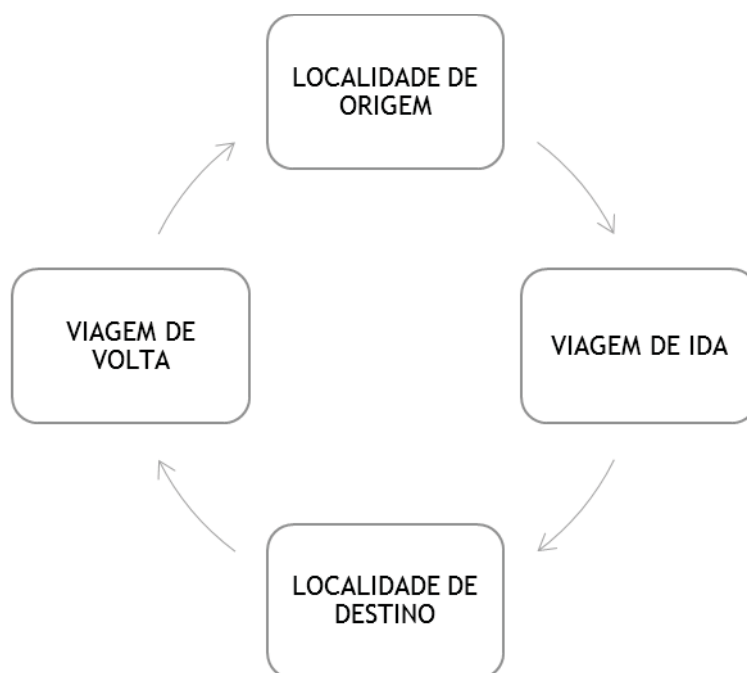 LOCALIDADE DE
ORIGEM
VIAGEM DE IDA
LOCALIDADE DE
DESTINO
VIAGEM DE
VOLTA